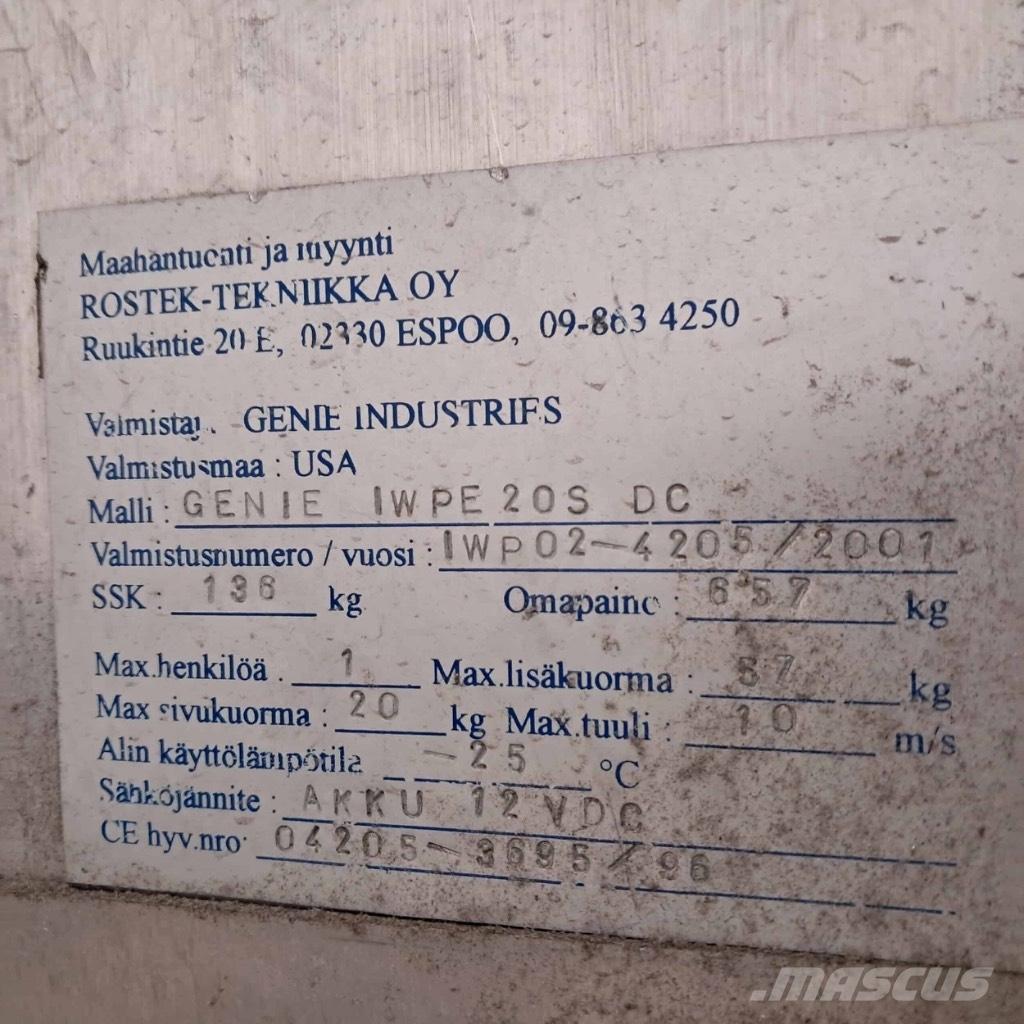 Maahantuonti ja myynti
ROSTEK-TEKNIIKKA OY
Ruukintie 20 E, 02330 ESPOO, 09-863 4250
Valmistaja: GENIE INDUSTRIES
Valmistusmaa : USA
Malli : GENIE IWPE 20S DC
Valmistusnumero / vuosi : IWP02-4205/2001
SSK : 136 kg Omapaino : 657 kg
Max.henkilöä : 1 Max.lisäkuorma : 57 kg
Max sivukuorma : 20 kg Max.tuuli : 10 m/s
Alin käyttölämpötila -25 °C
Sähköjännite : AKKU 12 VDC
CE hyv.nro: 04205-3695/96
MASCUS